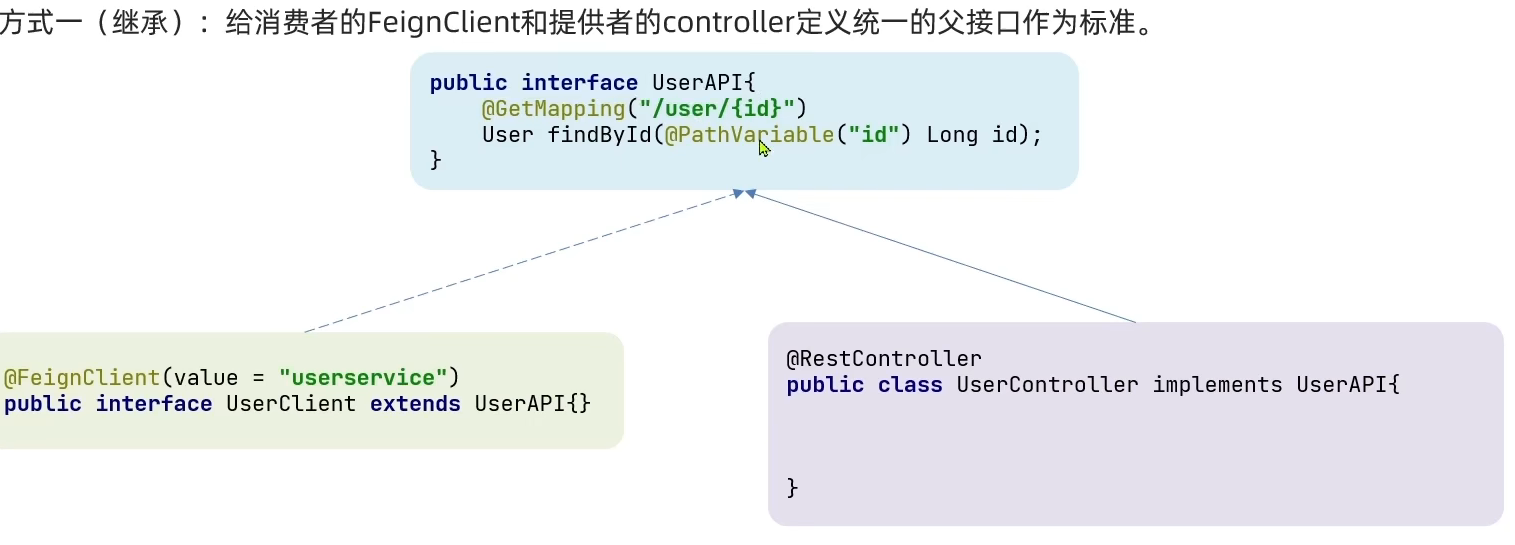 方式一（继承）：给消费者的FeignClient和提供者的controller定义统一的父接口作为标准。
public interface UserAPI{
@GetMapping("/user/{id}")
User findById(@PathVariable("id") Long id);
}
@FeignClient(value = "userservice")
public interface UserClient extends UserAPI{}
@RestController
public class UserController implements UserAPI{
}